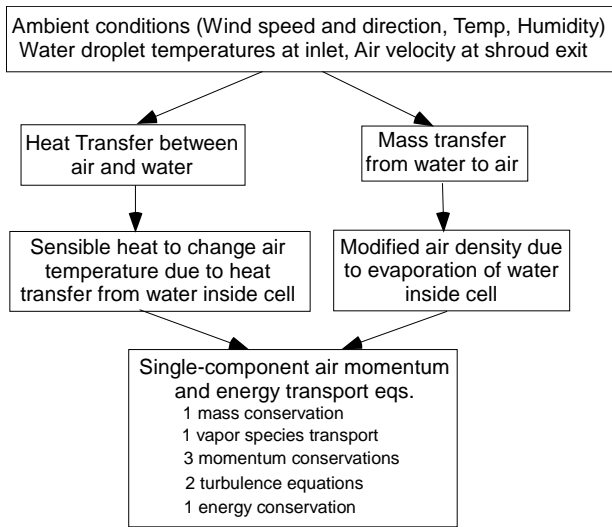 Ambient conditions (Wind speed and direction, Temp, Humidity)
Water droplet temperatures at inlet, Air velocity at shroud exit
Heat Transfer between
air and water
Mass transfer
from water to air
Sensible heat to change air
temperature due to heat
transfer from water inside cell
Modified air density due
to evaporation of water
inside cell
Single-component air momentum
and energy transport eqs.
1 mass conservation
1 vapor species transport
3 momentum conservations
2 turbulence equations
1 energy conservation